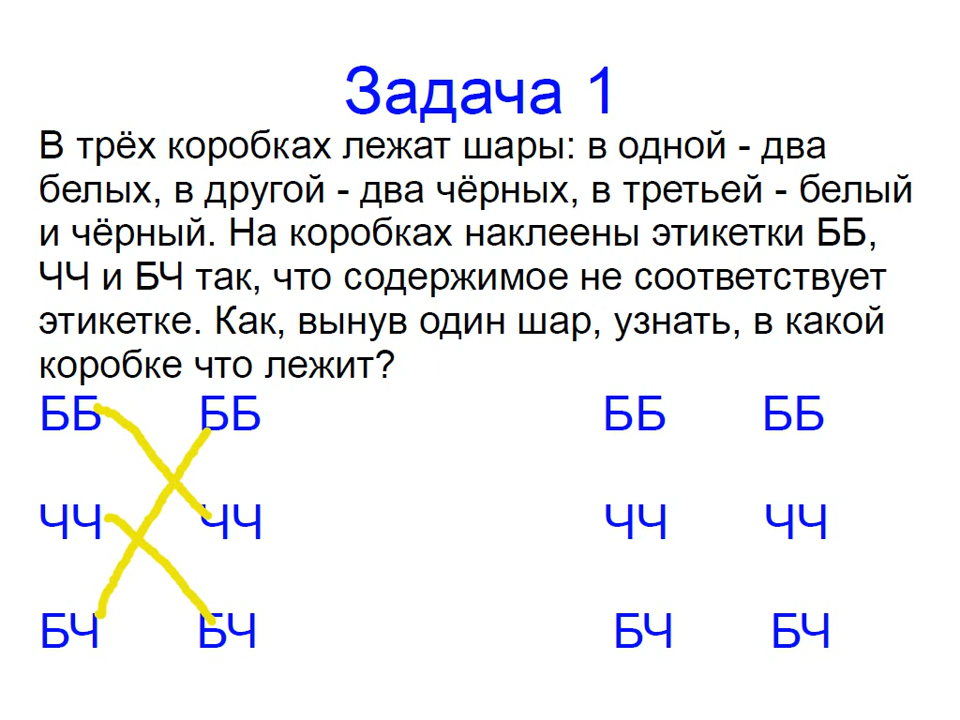 Задача 1
В трёх коробках лежат шары: в одной - два
белых, в другой - два чёрных, в третьей - белый
и чёрный. На коробках наклеены этикетки ББ,
ЧЧ и БЧ так, что содержимое не соответствует
этикетке. Как, вынув один шар, узнать, в какой
коробке что лежит?
ББ ББ ББ ББ
ЧЧ ЧЧ ЧЧ ЧЧ
БЧ БЧ БЧ БЧ